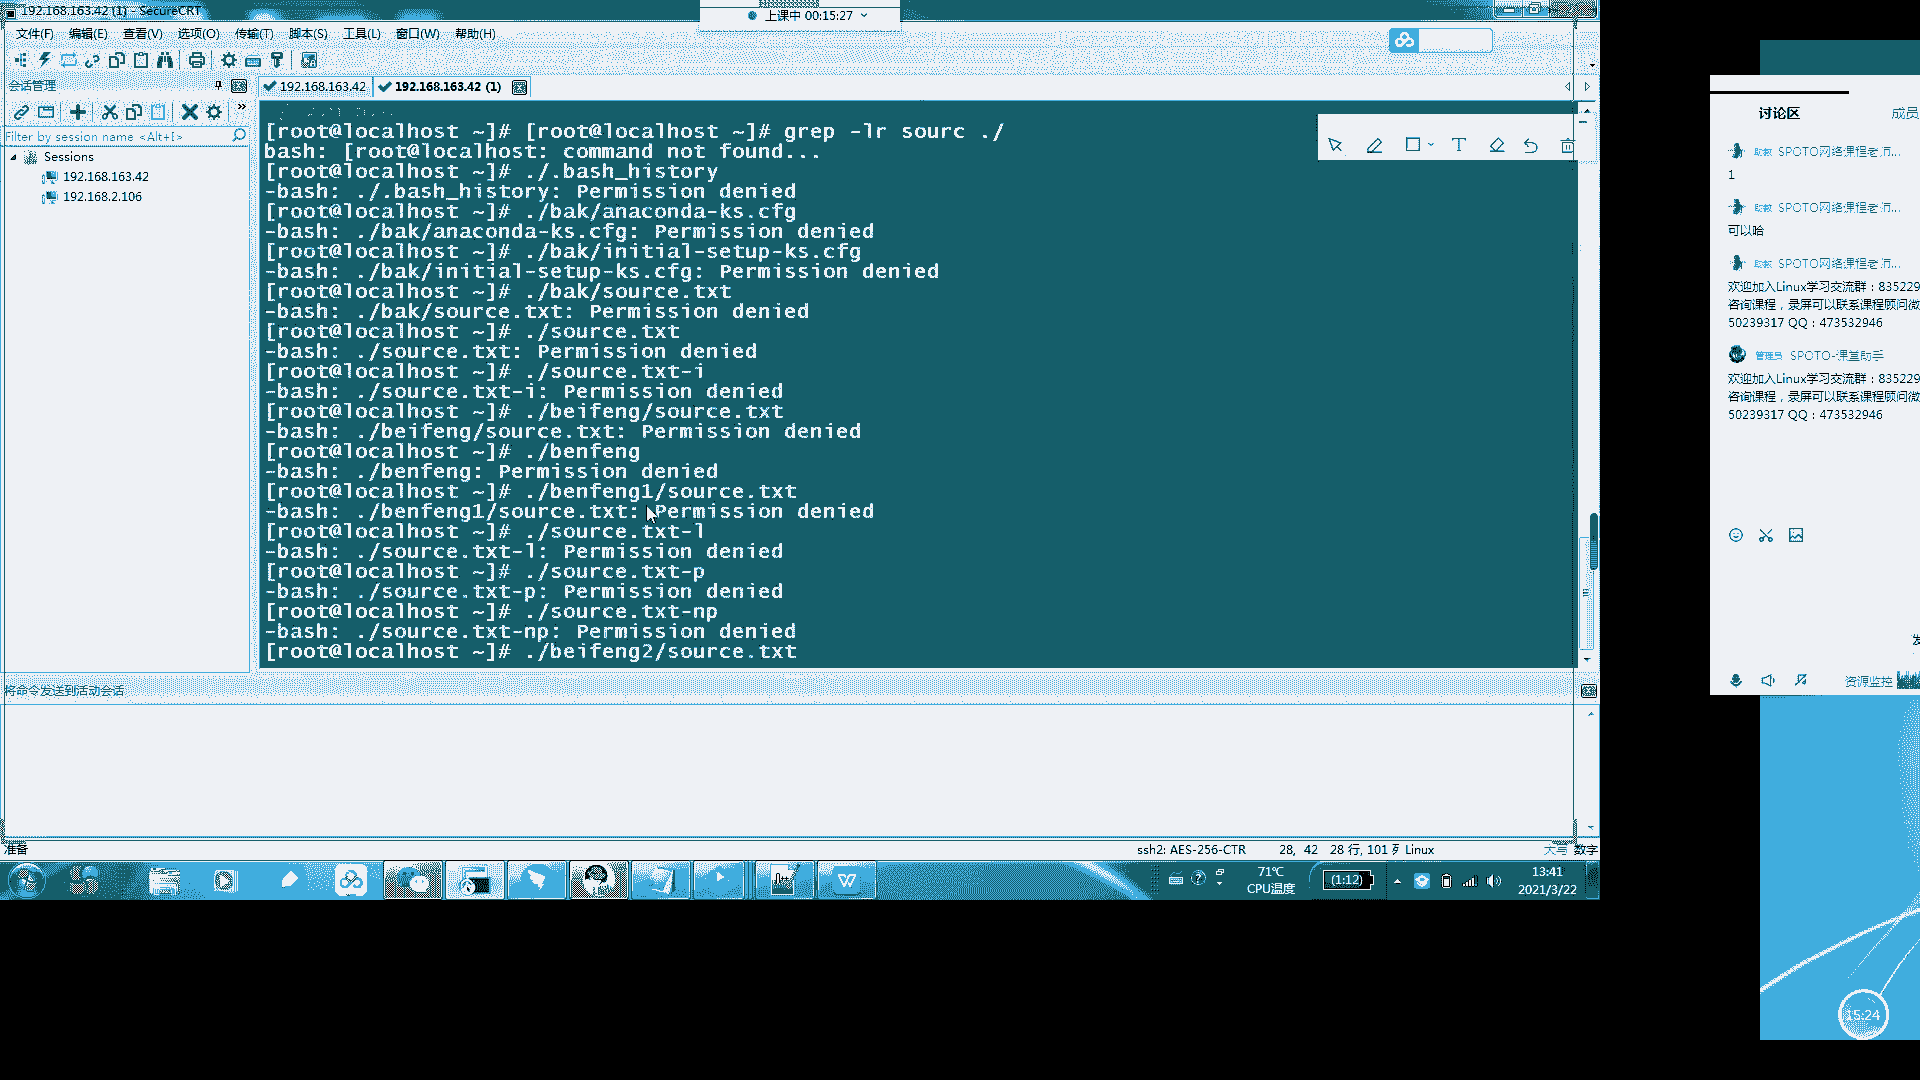 192.168.163.42 (1) - SecureCRT
上课中 00:15:27
文件(F) 编辑(E) 查看(V) 选项(O) 传输(T) 脚本(S) 工具(L) 窗口(W) 帮助(H)
会话管理
192.168.163.42
192.168.163.42 (1)
Filter by session name <Alt+I>
Sessions
192.168.163.42
192.168.2.106
[root@localhost ~]# [root@localhost ~]# grep -lr sourc ./
bash: [root@localhost: command not found...
[root@localhost ~]# ./.bash_history
-bash: ./.bash_history: Permission denied
[root@localhost ~]# ./bak/anaconda-ks.cfg
-bash: ./bak/anaconda-ks.cfg: Permission denied
[root@localhost ~]# ./bak/initial-setup-ks.cfg
-bash: ./bak/initial-setup-ks.cfg: Permission denied
[root@localhost ~]# ./bak/source.txt
-bash: ./bak/source.txt: Permission denied
[root@localhost ~]# ./source.txt
-bash: ./source.txt: Permission denied
[root@localhost ~]# ./source.txt-i
-bash: ./source.txt-i: Permission denied
[root@localhost ~]# ./beifeng/source.txt
-bash: ./beifeng/source.txt: Permission denied
[root@localhost ~]# ./benfeng
-bash: ./benfeng: Permission denied
[root@localhost ~]# ./benfeng1/source.txt
-bash: ./benfeng1/source.txt: Permission denied
[root@localhost ~]# ./source.txt-l
-bash: ./source.txt-l: Permission denied
[root@localhost ~]# ./source.txt-p
-bash: ./source.txt-p: Permission denied
[root@localhost ~]# ./source.txt-np
-bash: ./source.txt-np: Permission denied
[root@localhost ~]# ./beifeng2/source.txt
将命令发送到活动会话
准备
ssh2: AES-256-CTR 28, 42 28 行, 101 列 Linux 大写 数字
71℃
CPU温度
(1:12)
13:41
2021/3/22
讨论区 成员
助教 SPOTO网络课程老师...
1
助教 SPOTO网络课程老师...
可以哈
助教 SPOTO网络课程老师...
欢迎加入Linux学习交流群：835229
咨询课程，录屏可以联系课程顾问微
50239317 QQ：473532946
管理员 SPOTO-课堂助手
欢迎加入Linux学习交流群：835229
咨询课程，录屏可以联系课程顾问微
50239317 QQ：473532946
资源监控
15:24